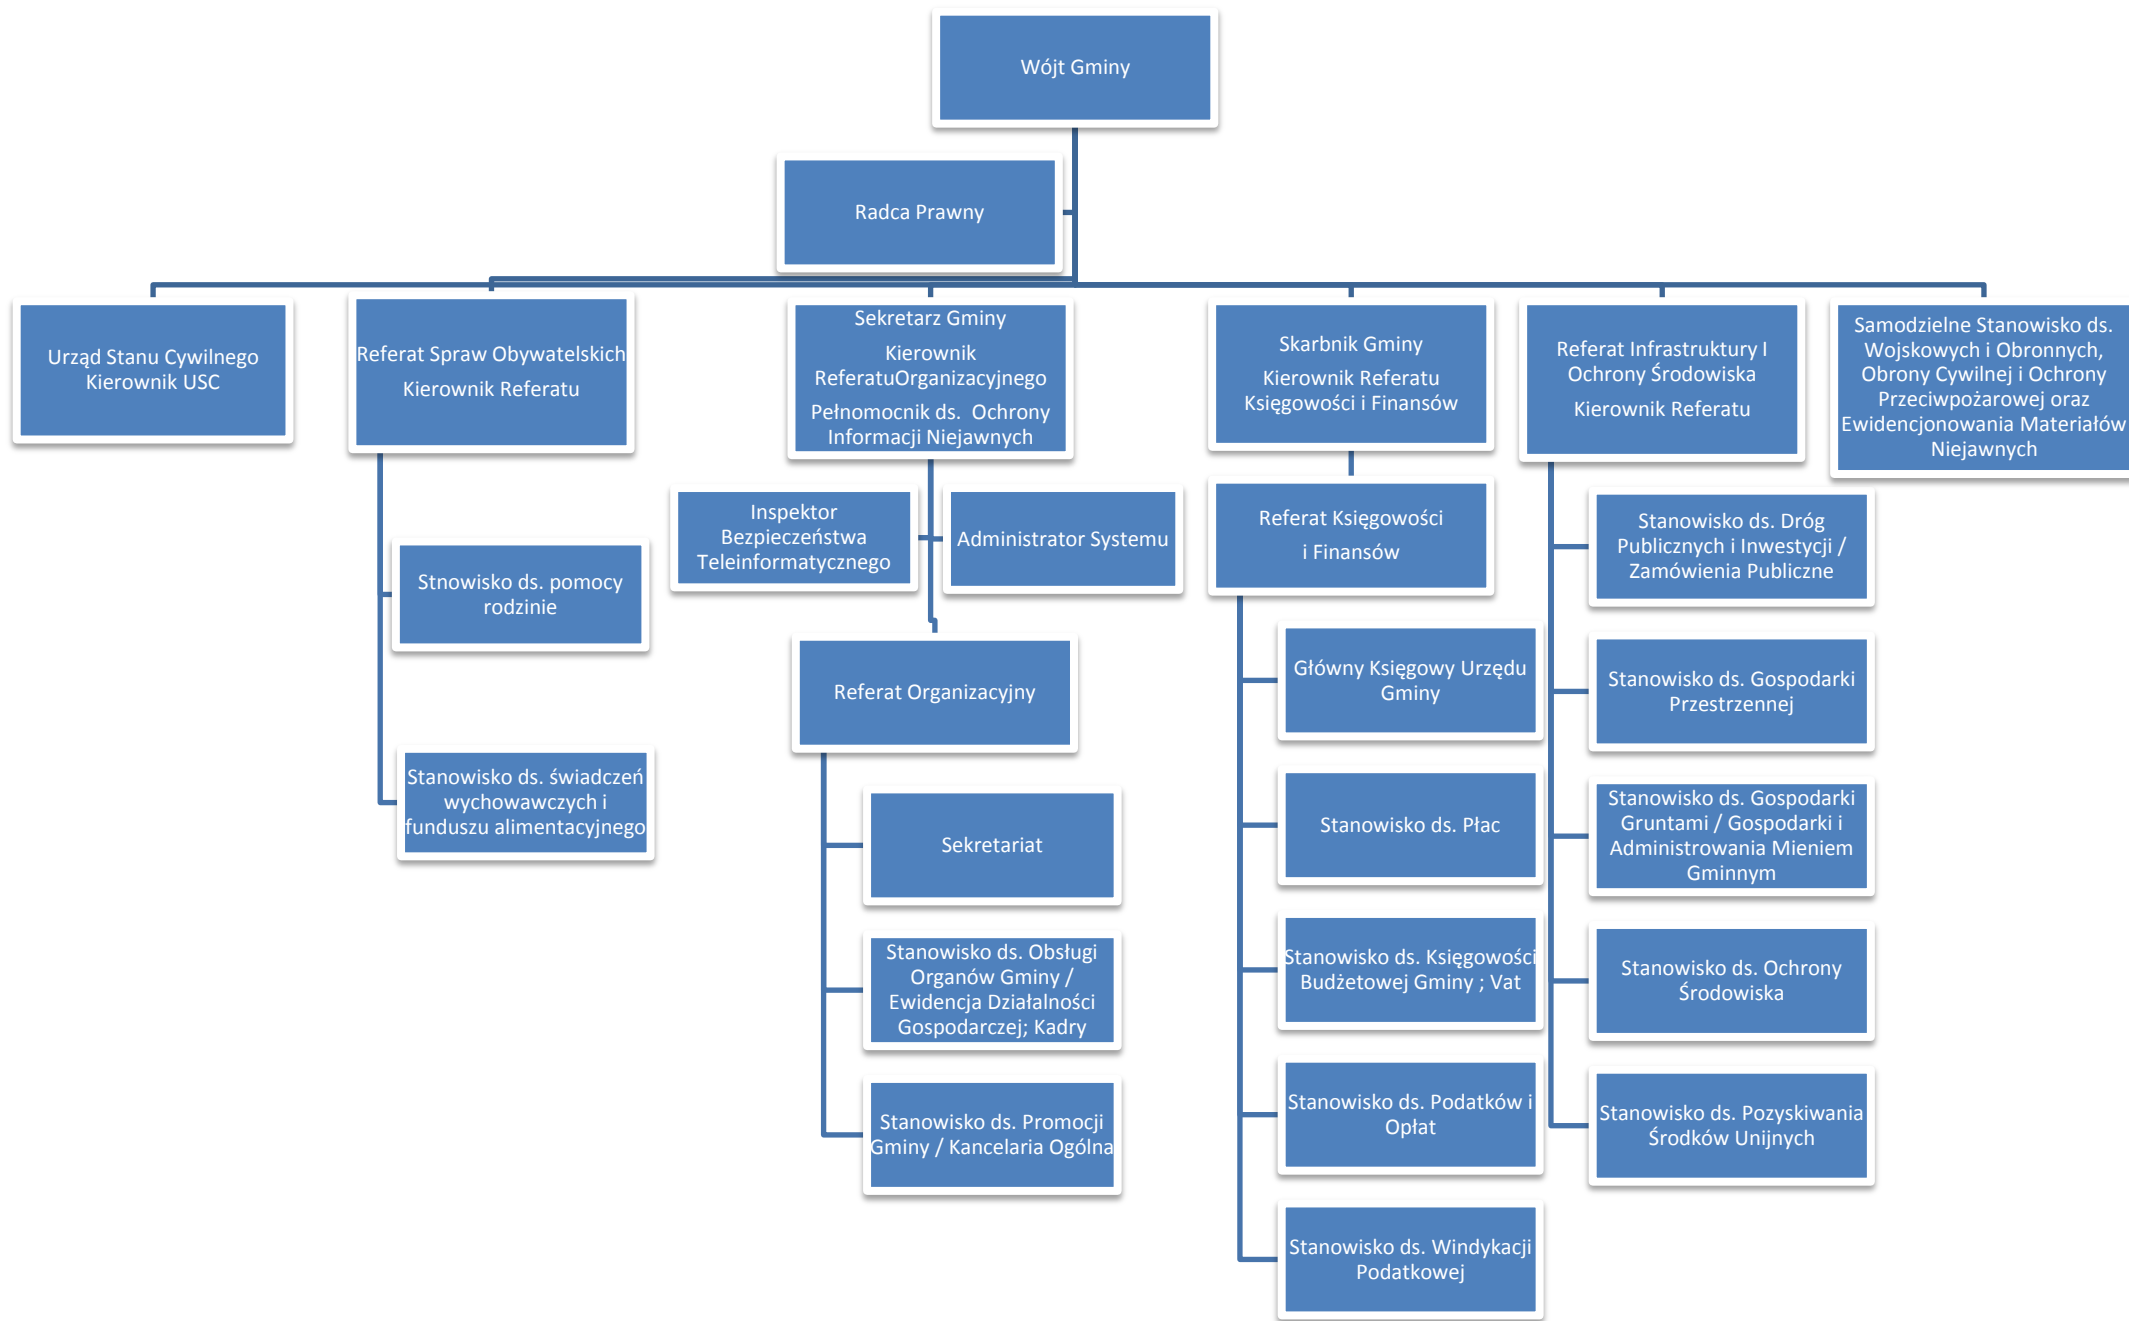 Wójt Gminy
Radca Prawny
Urząd Stanu Cywilnego
Kierownik USC
Referat Spraw Obywatelskich
Kierownik Referatu
Sekretarz Gminy
Kierownik
ReferatuOrganizacyjnego
Pełnomocnik ds. Ochrony
Informacji Niejawnych
Skarbnik Gminy
Kierownik Referatu
Księgowości i Finansów
Referat Infrastruktury I
Ochrony Środowiska
Kierownik Referatu
Samodzielne Stanowisko ds.
Wojskowych i Obronnych,
Obrony Cywilnej i Ochrony
Przeciwpożarowej oraz
Ewidencjonowania Materiałów
Niejawnych
Stnowisko ds. pomocy
rodzinie
Stanowisko ds. świadczeń
wychowawczych i
funduszu alimentacyjnego
Inspektor
Bezpieczeństwa
Teleinformatycznego
Administrator Systemu
Referat Organizacyjny
Sekretariat
Stanowisko ds. Obsługi
Organów Gminy /
Ewidencja Działalności
Gospodarczej; Kadry
Stanowisko ds. Promocji
Gminy / Kancelaria Ogólna
Referat Księgowości
i Finansów
Główny Księgowy Urzędu
Gminy
Stanowisko ds. Płac
Stanowisko ds. Księgowości
Budżetowej Gminy ; Vat
Stanowisko ds. Podatków i
Opłat
Stanowisko ds. Windykacji
Podatkowej
Stanowisko ds. Dróg
Publicznych i Inwestycji /
Zamówienia Publiczne
Stanowisko ds. Gospodarki
Przestrzennej
Stanowisko ds. Gospodarki
Gruntami / Gospodarki i
Administrowania Mieniem
Gminnym
Stanowisko ds. Ochrony
Środowiska
Stanowisko ds. Pozyskiwania
Środków Unijnych